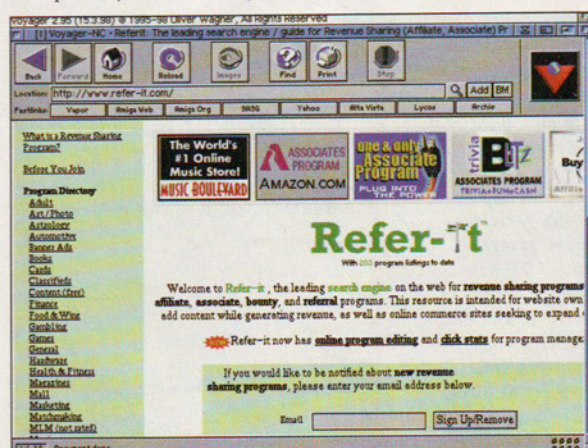 Voyager 2.95 (15.3.98) © 1995-98 Oliver Wagner, All Rights Reserved
[1] Voyager-NC - Referit: The leading search engine / guide for Revenue Sharing (Affilate, Associate) Pr
Back Forward Home Reload Images Find Print Stop
Location: http://www.refer-it.com/ Add BM
Fastlinks: Vapor Amiga Web Amiga Org SASG Yahoo Alta Vista Lycos Archie
What is a Revenue Sharing
Program?
Before You Join
Program Directory
Adult
Art / Photo
Astrology
Automotive
Banner Ads
Books
Cards
Classifieds
Content (free)
Finance
Food & Wine
Gambling
Games
General
Hardware
Health & Fitness
Magazines
Mall
Marketing
Matchmaking
MLM (not rated)
The World's
#1 Online
Music Store!
MUSIC BOULEVARD
ASSOCIATES
PROGRAM
AMAZON.COM
one & only
Associate
Program
PLUG INTO
THE POWER
trivia
BLITZ
ASSOCIATES PROGRAM
TRIVIA=FUN=CASH
Buy
Affili
Refer-it
With 203 program listings to date
Welcome to Refer-it , the leading search engine on the web for revenue sharing programs
affiliate, associate, bounty, and referral programs. This resource is intended for website own
add content while generating revenue, as well as online commerce sites seeking to expand
NEW Refer-it now has online program editing and click stats for program manage
If you would like to be notified about new revenue
sharing programs, please enter your email address below.
Email Sign Up/Remove